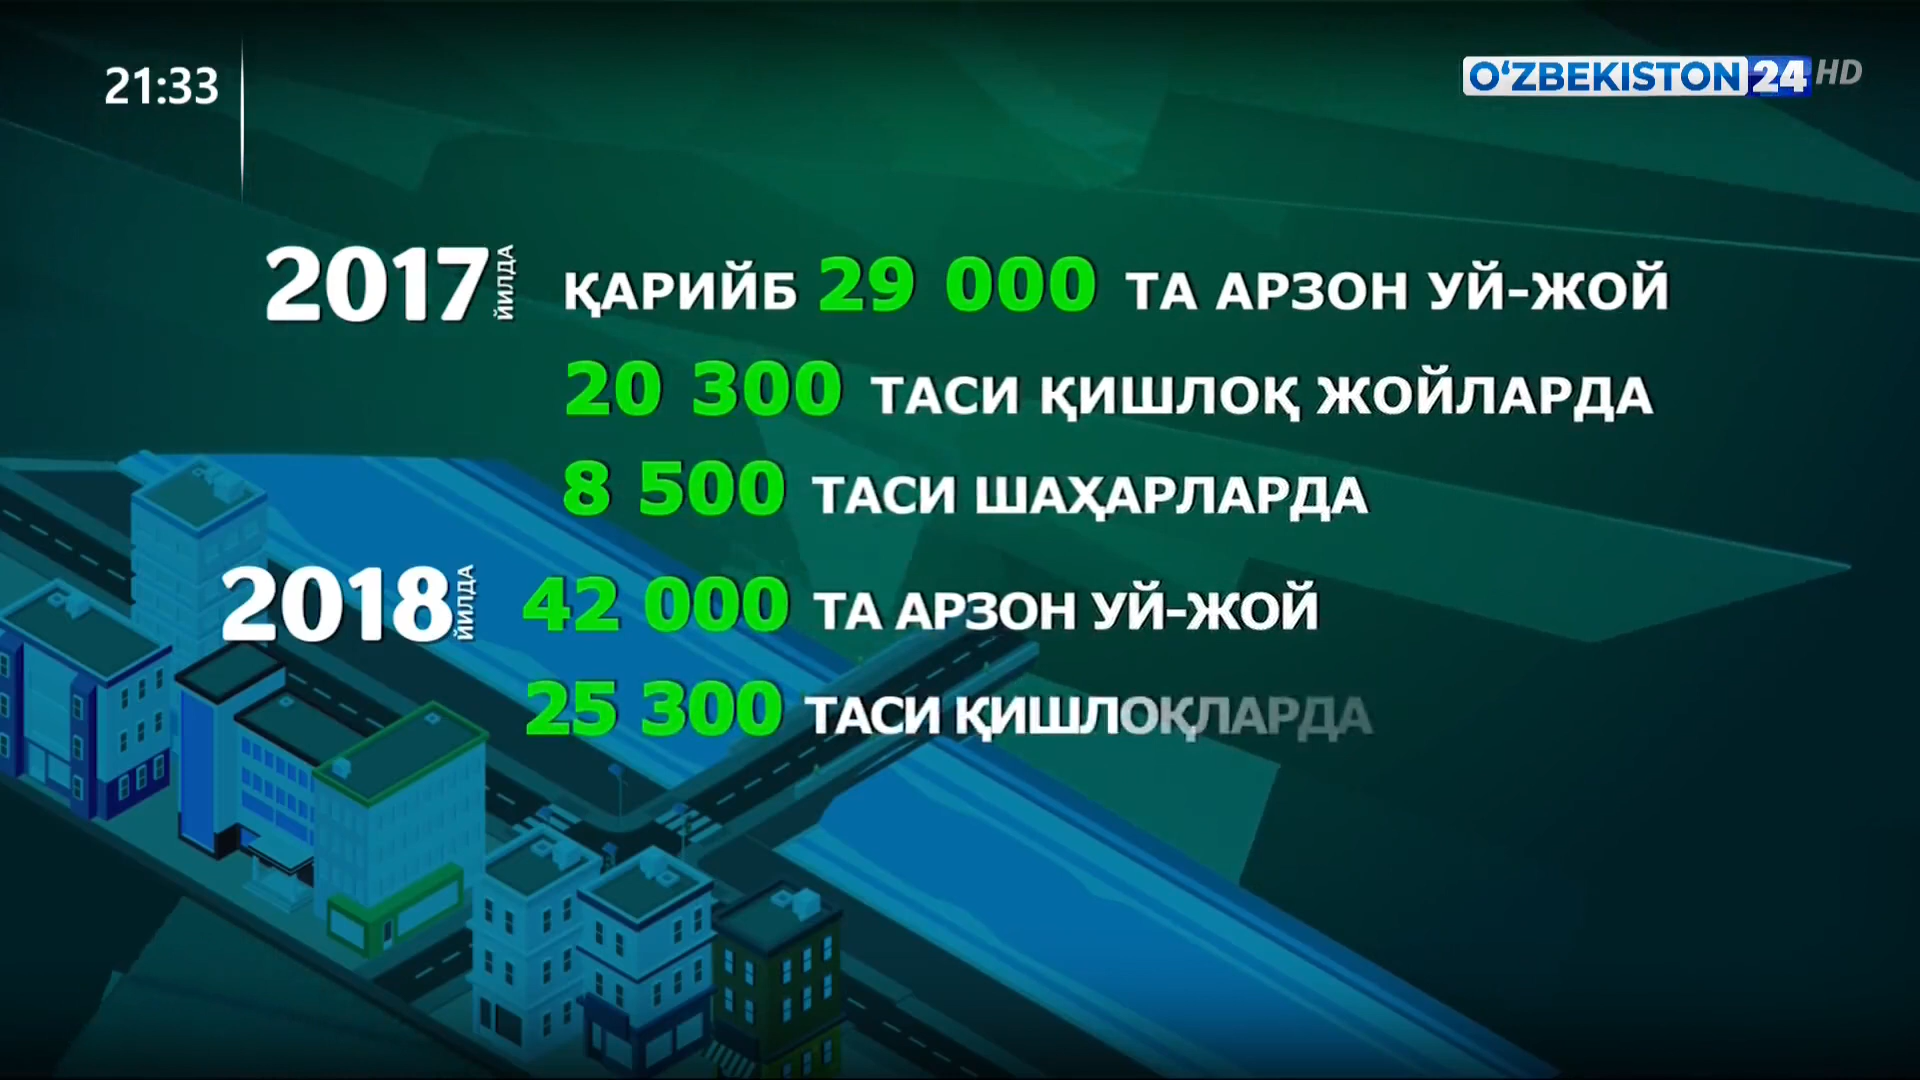 21:33
O‘ZBEKISTON 24 HD
2017 ЙИЛДА ҚАРИЙБ 29 000 ТА АРЗОН УЙ-ЖОЙ
20 300 ТАСИ ҚИШЛОҚ ЖОЙЛАРДА
8 500 ТАСИ ШАҲАРЛАРДА
2018 ЙИЛДА 42 000 ТА АРЗОН УЙ-ЖОЙ
25 300 ТАСИ ҚИШЛОҚЛАРДА